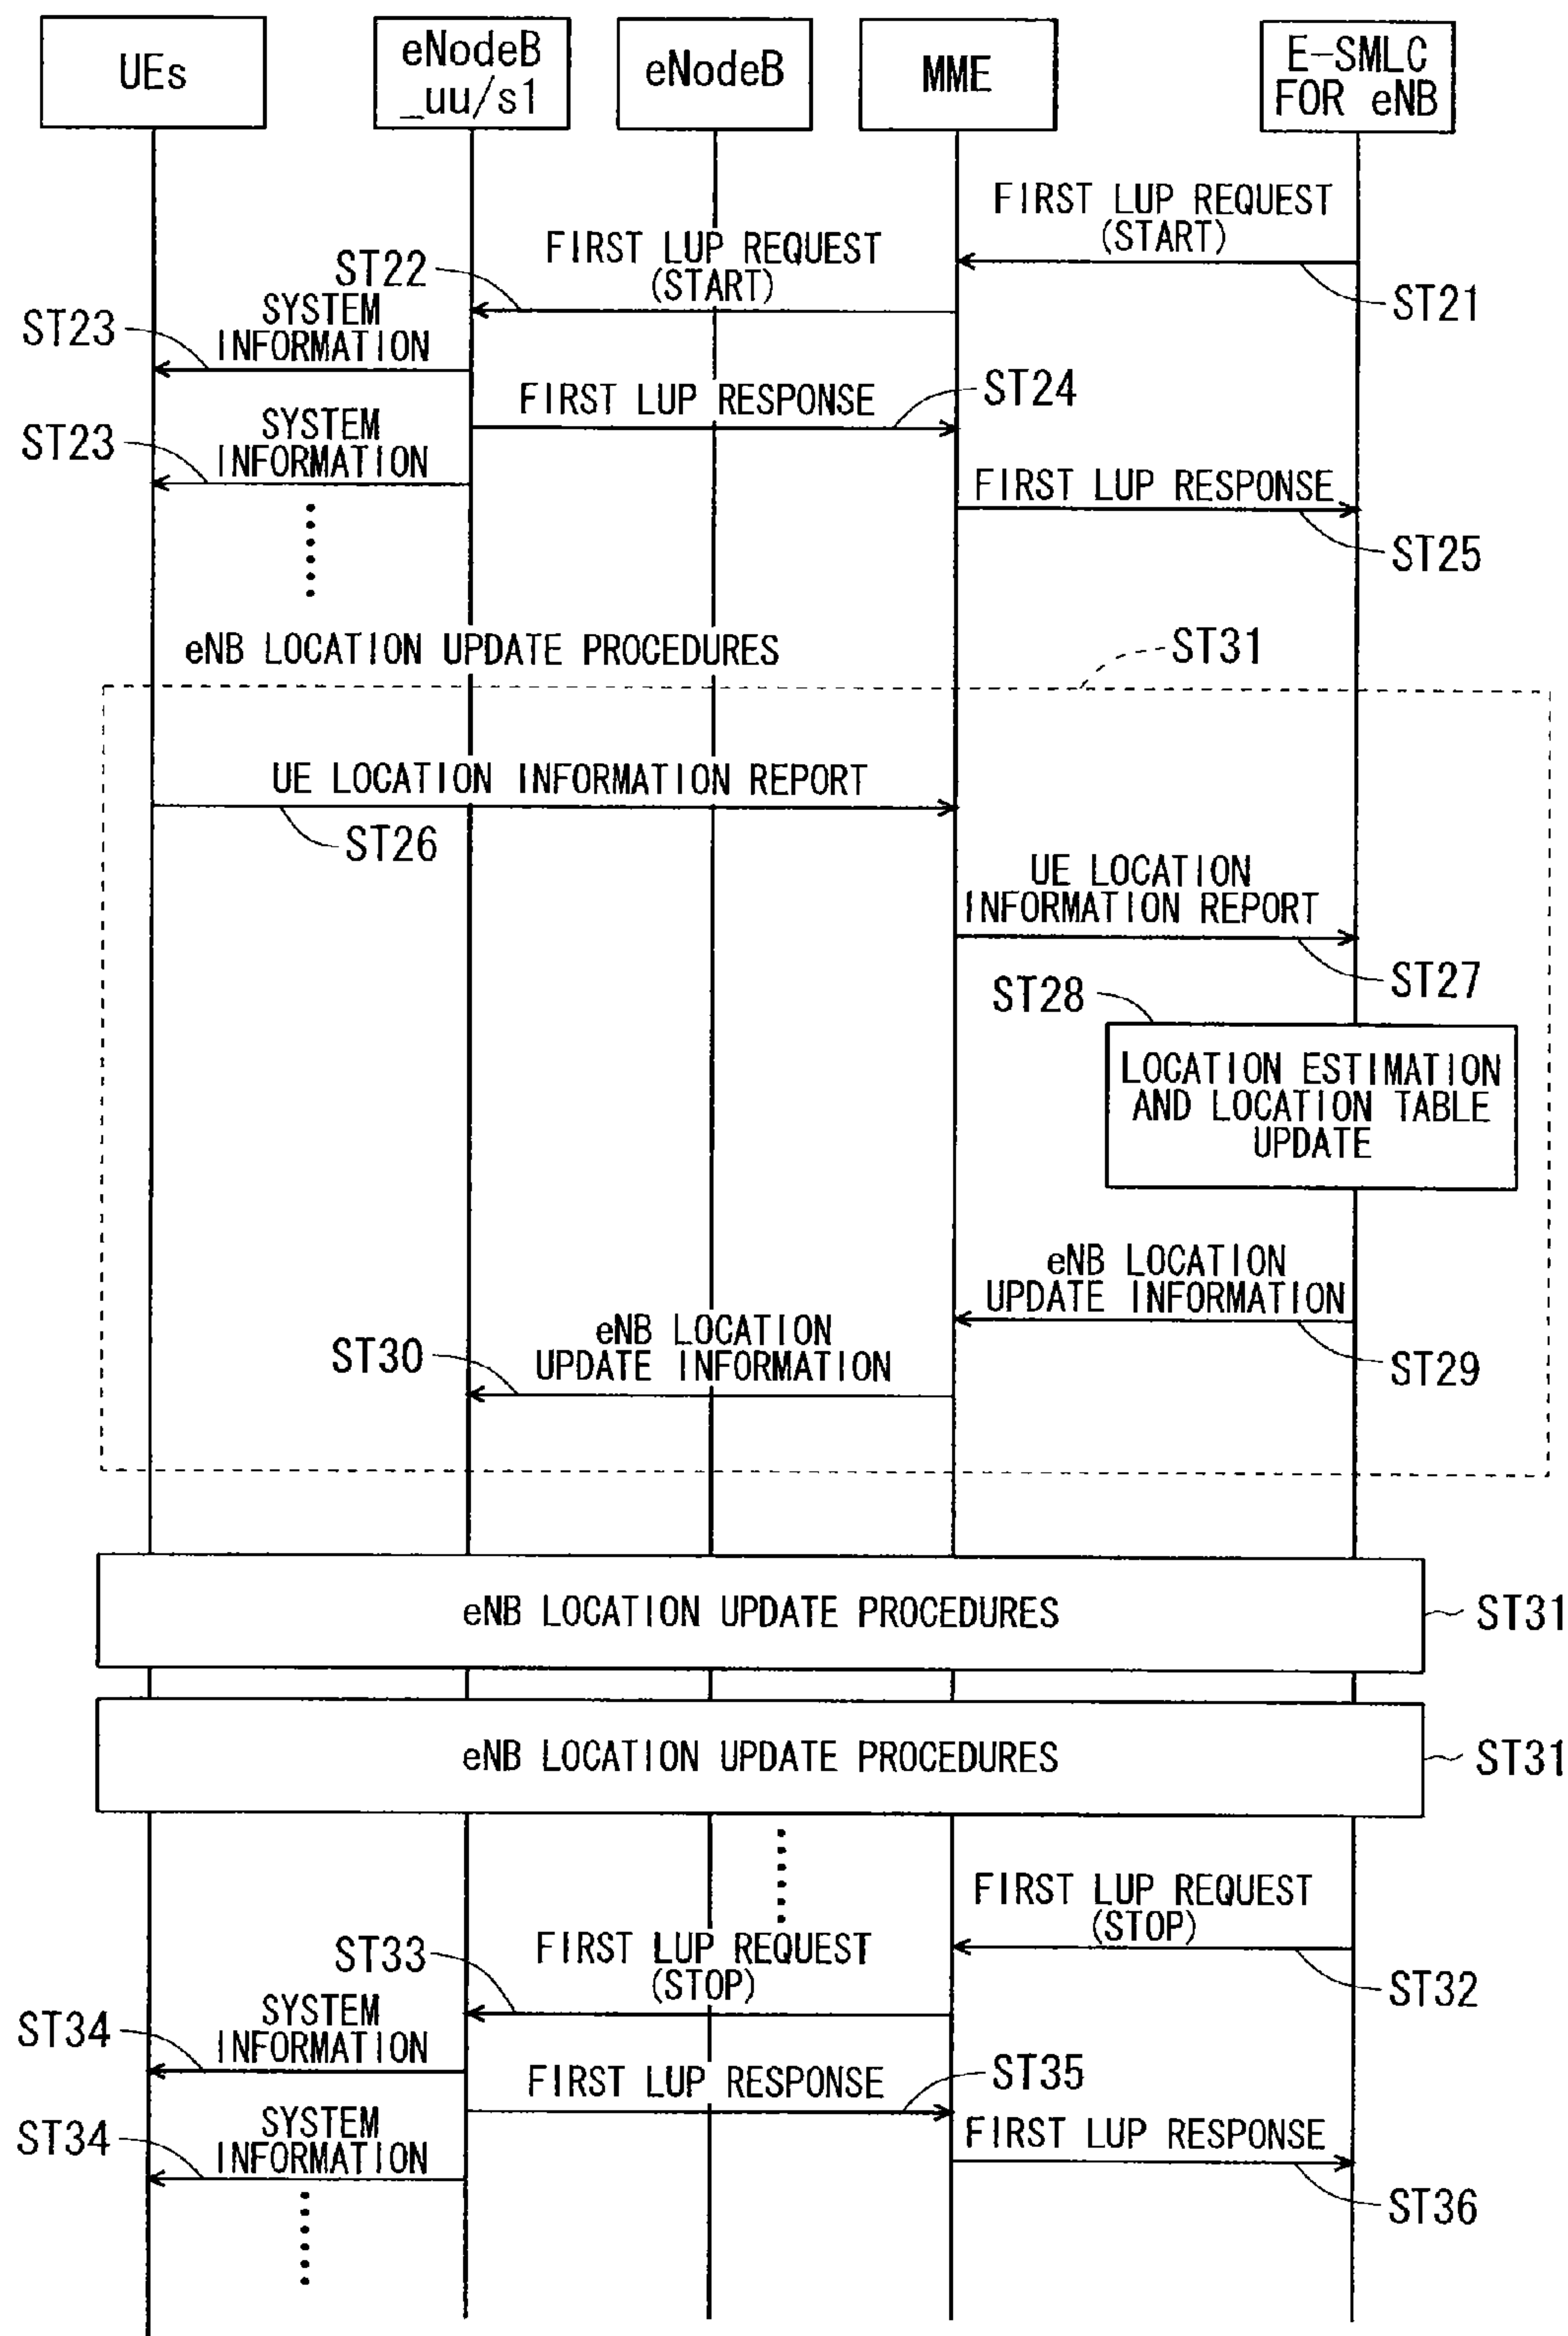 UEs
eNodeB
_uu/s1
eNodeB
MME
E-SMLC
FOR eNB
FIRST LUP REQUEST
(START)
ST21
FIRST LUP REQUEST
(START)
ST22
SYSTEM
INFORMATION
ST23
FIRST LUP RESPONSE
ST24
SYSTEM
INFORMATION
ST23
FIRST LUP RESPONSE
ST25
eNB LOCATION UPDATE PROCEDURES
ST31
UE LOCATION INFORMATION REPORT
ST26
UE LOCATION
INFORMATION REPORT
ST27
ST28
LOCATION ESTIMATION
AND LOCATION TABLE
UPDATE
eNB LOCATION
UPDATE INFORMATION
ST29
eNB LOCATION
UPDATE INFORMATION
ST30
eNB LOCATION UPDATE PROCEDURES
ST31
eNB LOCATION UPDATE PROCEDURES
ST31
FIRST LUP REQUEST
(STOP)
ST32
FIRST LUP REQUEST
(STOP)
ST33
SYSTEM
INFORMATION
ST34
FIRST LUP RESPONSE
ST35
SYSTEM
INFORMATION
ST34
FIRST LUP RESPONSE
ST36